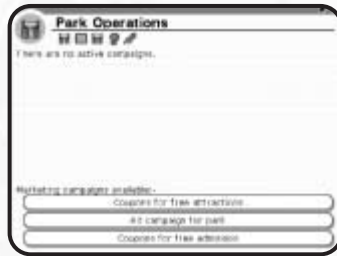 Park Operations
There are no active campaigns.
Marketing campaigns available:-
Coupons for free attractions
Ad campaign for park
Coupons for free admission